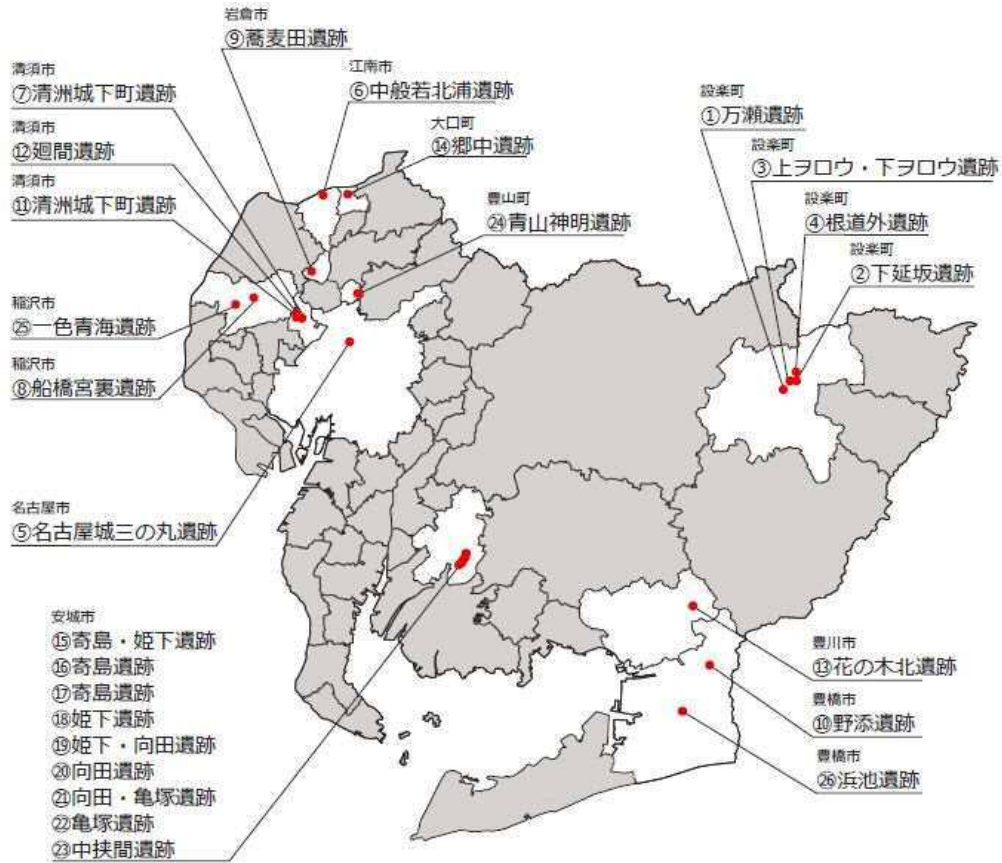 岩倉市
⑨蕎麦田遺跡
清須市
⑦清洲城下町遺跡
江南市
⑥中般若北浦遺跡
清須市
⑫廻間遺跡
大口町
⑭郷中遺跡
清須市
⑪清洲城下町遺跡
豊山町
㉔青山神明遺跡
設楽町
①万瀬遺跡
設楽町
③上ヲロウ・下ヲロウ遺跡
設楽町
④根道外遺跡
設楽町
②下延坂遺跡
稲沢市
㉕一色青海遺跡
稲沢市
⑧船橋宮裏遺跡
名古屋市
⑤名古屋城三の丸遺跡
安城市
⑮寄島・姫下遺跡
⑯寄島遺跡
⑰寄島遺跡
⑱姫下遺跡
⑲姫下・向田遺跡
⑳向田遺跡
㉑向田・亀塚遺跡
㉒亀塚遺跡
㉓中狭間遺跡
豊川市
⑬花の木北遺跡
豊橋市
⑩野添遺跡
豊橋市
㉖浜池遺跡